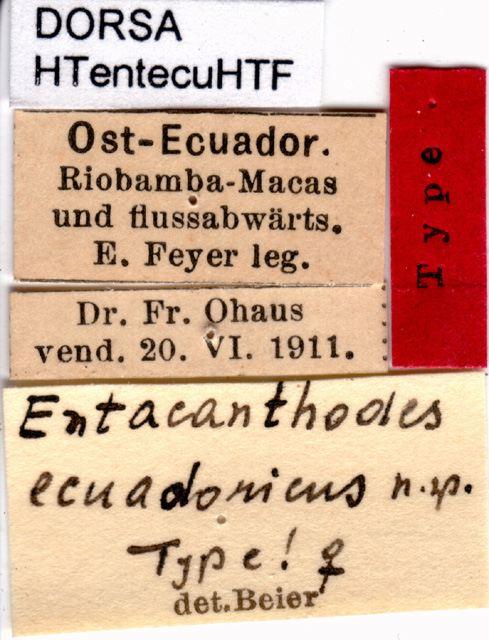 DORSA
HTentecuHTF
Ost-Ecuador.
Riobamba-Macas
und flussabwärts.
E. Feyer leg.
Type.
Dr. Fr. Ohaus
vend. 20. VI. 1911.
Entacanthodes
ecuadoricus n. sp.
Type! ♀
det. Beier